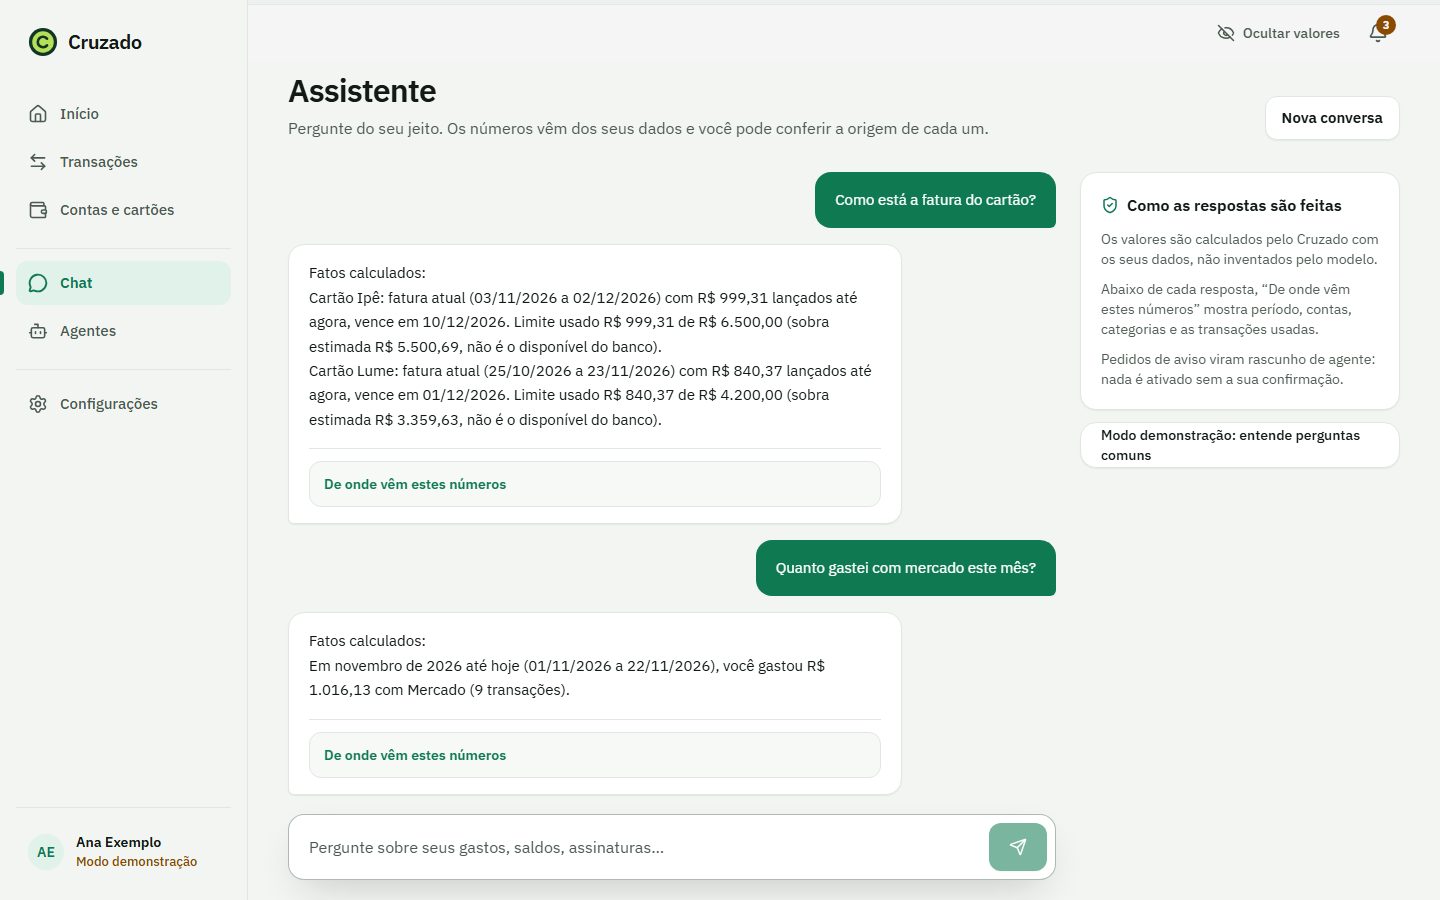 Cruzado
Início
Transações
Contas e cartões
Chat
Agentes
Configurações
AE
Ana Exemplo
Modo demonstração
Ocultar valores
3
Assistente
Pergunte do seu jeito. Os números vêm dos seus dados e você pode conferir a origem de cada um.
Nova conversa
Como está a fatura do cartão?
Fatos calculados:
Cartão Ipê: fatura atual (03/11/2026 a 02/12/2026) com R$ 999,31 lançados até
agora, vence em 10/12/2026. Limite usado R$ 999,31 de R$ 6.500,00 (sobra
estimada R$ 5.500,69, não é o disponível do banco).
Cartão Lume: fatura atual (25/10/2026 a 23/11/2026) com R$ 840,37 lançados até
agora, vence em 01/12/2026. Limite usado R$ 840,37 de R$ 4.200,00 (sobra
estimada R$ 3.359,63, não é o disponível do banco).
De onde vêm estes números
Quanto gastei com mercado este mês?
Fatos calculados:
Em novembro de 2026 até hoje (01/11/2026 a 22/11/2026), você gastou R$
1.016,13 com Mercado (9 transações).
De onde vêm estes números
Pergunte sobre seus gastos, saldos, assinaturas...
Como as respostas são feitas
Os valores são calculados pelo Cruzado com
os seus dados, não inventados pelo modelo.
Abaixo de cada resposta, “De onde vêm
estes números” mostra período, contas,
categorias e as transações usadas.
Pedidos de aviso viram rascunho de agente:
nada é ativado sem a sua confirmação.
Modo demonstração: entende perguntas
comuns